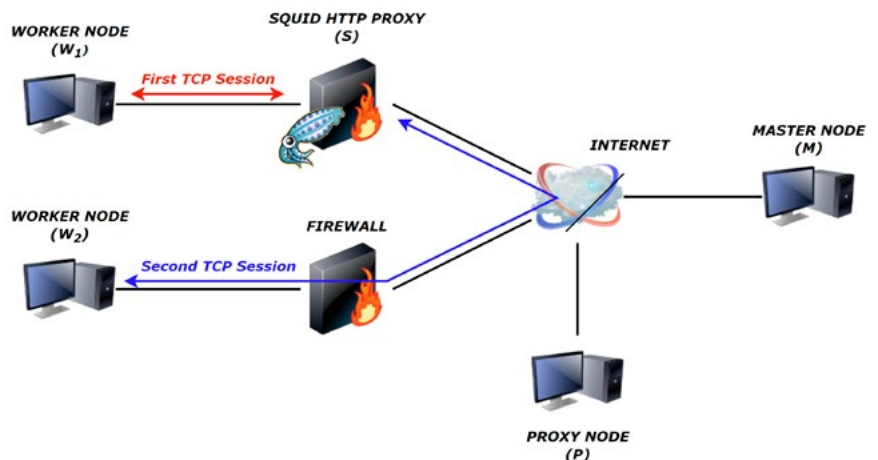 WORKER NODE
(W1)
SQUID HTTP PROXY
(S)
First TCP Session
INTERNET
MASTER NODE
(M)
WORKER NODE
(W2)
FIREWALL
Second TCP Session
PROXY NODE
(P)